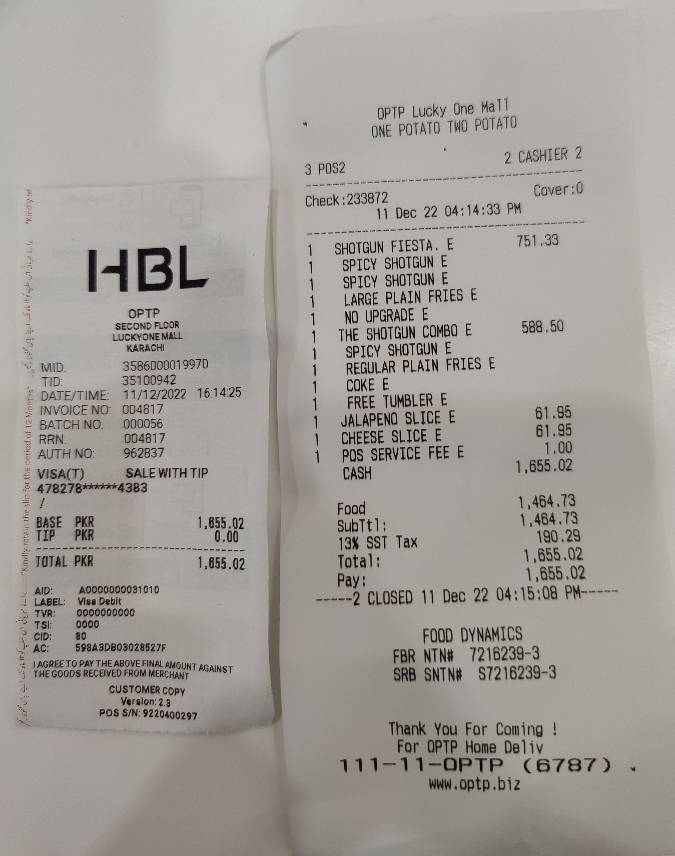 HBL
OPTP
SECOND FLOOR
LUCKYONE MALL
KARACHI
MID. 3586000019970
TID: 35100942
DATE/TIME: 11/12/2022 16:14:25
INVOICE NO: 004817
BATCH NO. 000056
RRN. 004817
AUTH NO: 962837
VISA(T) SALE WITH TIP
478278******4383
/
BASE PKR 1,655.02
TIP PKR 0.00
TOTAL PKR 1,655.02
AID: A0000000031010
LABEL: Visa Debit
TVR: 0000000000
TSI: 0000
CID: 80
AC: 598A3DB03028527F
I AGREE TO PAY THE ABOVE FINAL AMOUNT AGAINST
THE GOODS RECEIVED FROM MERCHANT
CUSTOMER COPY
Version: 2.3
POS S/N: 9220400297
"Kindly retain the slip for the period of 12 Months"
OPTP Lucky One Mall
ONE POTATO TWO POTATO
3 POS2 2 CASHIER 2
Check:233872 Cover:0
11 Dec 22 04:14:33 PM
1 SHOTGUN FIESTA. E 751.33
1 SPICY SHOTGUN E
1 SPICY SHOTGUN E
1 LARGE PLAIN FRIES E
1 NO UPGRADE E
1 THE SHOTGUN COMBO E 588.50
1 SPICY SHOTGUN E
1 REGULAR PLAIN FRIES E
1 COKE E
1 FREE TUMBLER E
1 JALAPENO SLICE E 61.95
1 CHEESE SLICE E 61.95
1 POS SERVICE FEE E 1.00
CASH 1,655.02
Food 1,464.73
SubTtl: 1,464.73
13% SST Tax 190.29
Total: 1,655.02
Pay: 1,655.02
-----2 CLOSED 11 Dec 22 04:15:08 PM-----
FOOD DYNAMICS
FBR NTN# 7216239-3
SRB SNTN# S7216239-3
Thank You For Coming !
For OPTP Home Deliv
111-11-OPTP (6787) .
www.optp.biz